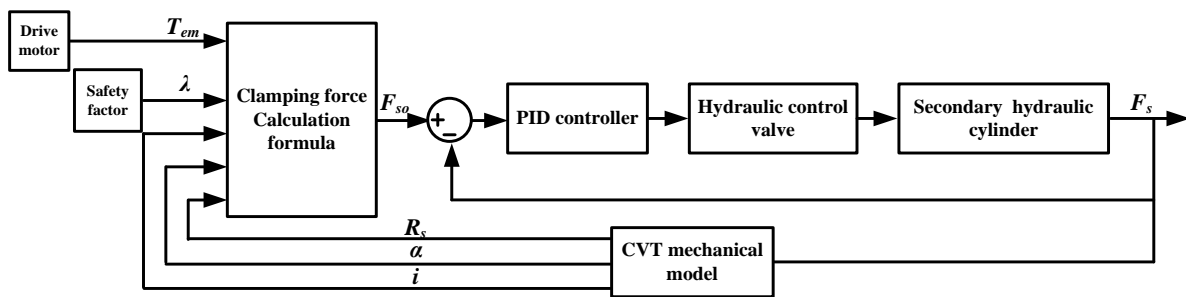 Drive
motor
T_em
Safety
factor
λ
Clamping force
Calculation
formula
F_so
+
−
PID controller
Hydraulic control
valve
Secondary hydraulic
cylinder
F_s
R_s
α
i
CVT mechanical
model